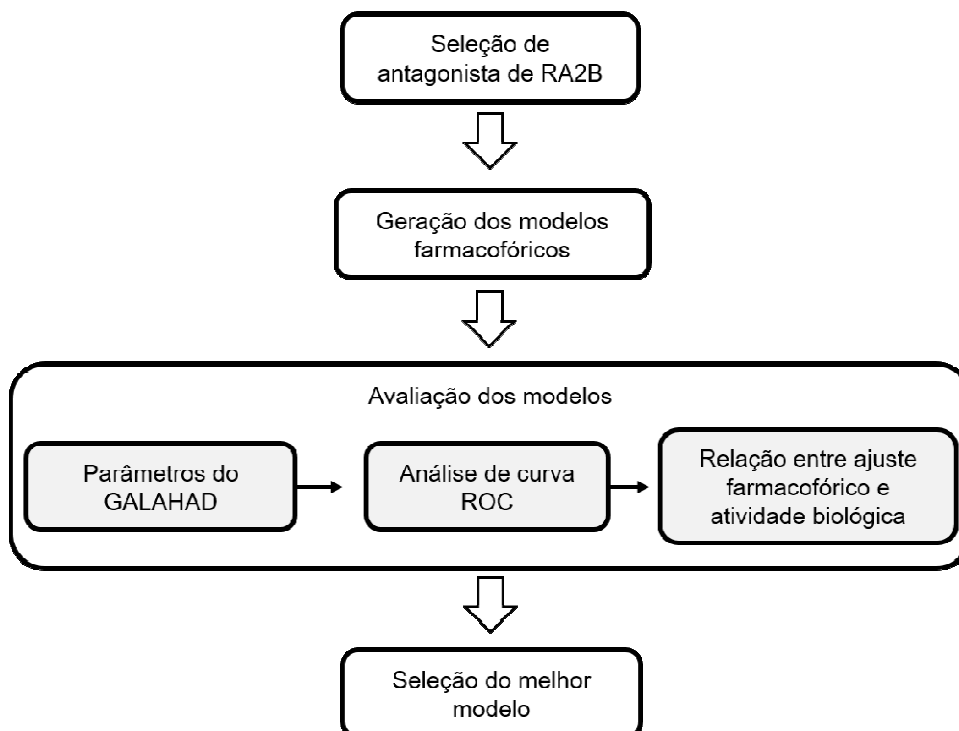 Seleção de
antagonista de RA2B
Geração dos modelos
farmacofóricos
Avaliação dos modelos
Parâmetros do
GALAHAD
Análise de curva
ROC
Relação entre ajuste
farmacofórico e
atividade biológica
Seleção do melhor
modelo